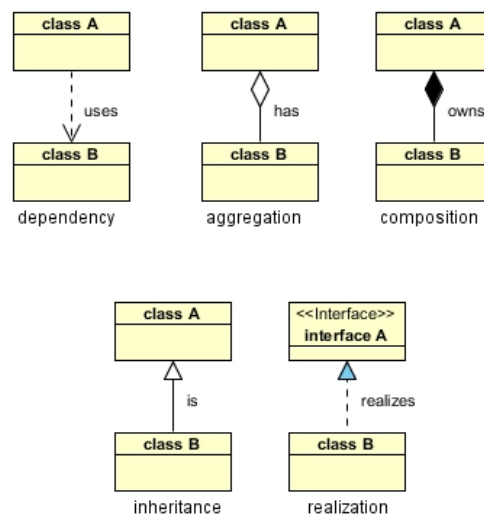 class A
class A
class A
uses
has
owns
class B
class B
class B
dependency
aggregation
composition
class A
<<Interface>>
interface A
is
realizes
class B
class B
inheritance
realization